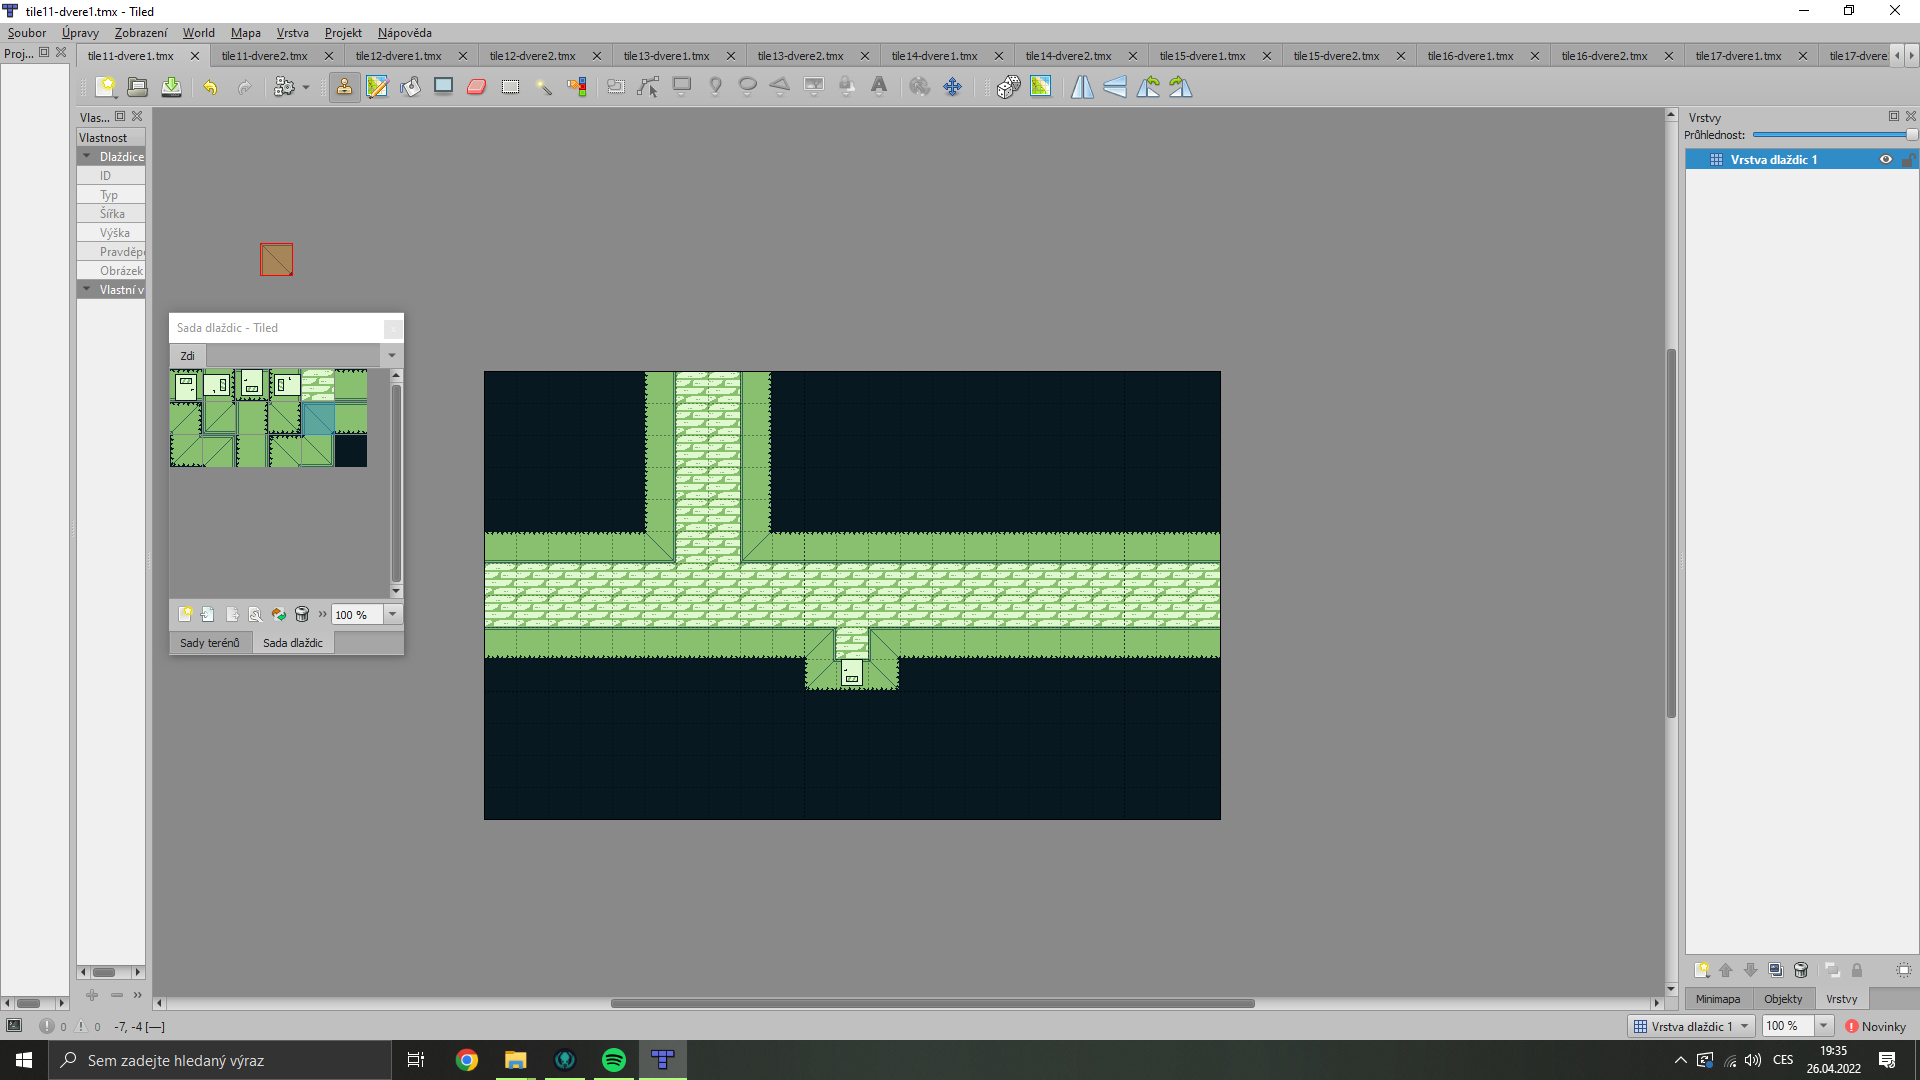 tile11-dvere1.tmx - Tiled
Soubor Úpravy Zobrazení World Mapa Vrstva Projekt Nápověda
Proj... tile11-dvere1.tmx tile11-dvere2.tmx tile12-dvere1.tmx tile12-dvere2.tmx tile13-dvere1.tmx tile13-dvere2.tmx tile14-dvere1.tmx tile14-dvere2.tmx tile15-dvere1.tmx tile15-dvere2.tmx tile16-dvere1.tmx tile16-dvere2.tmx tile17-dvere1.tmx tile17-dvere
Vlas...
Vlastnost
Dlaždice
ID
Typ
Šířka
Výška
Pravděpo
Obrázek
Vlastní v
Sada dlaždic - Tiled
Zdi
100 %
Sady terénů Sada dlaždic
Vrstvy
Průhlednost:
Vrstva dlaždic 1
Minimapa Objekty Vrstvy
0 0 -7, -4 [—]
Vrstva dlaždic 1 100 % Novinky
Sem zadejte hledaný výraz
CES
19:35
26.04.2022